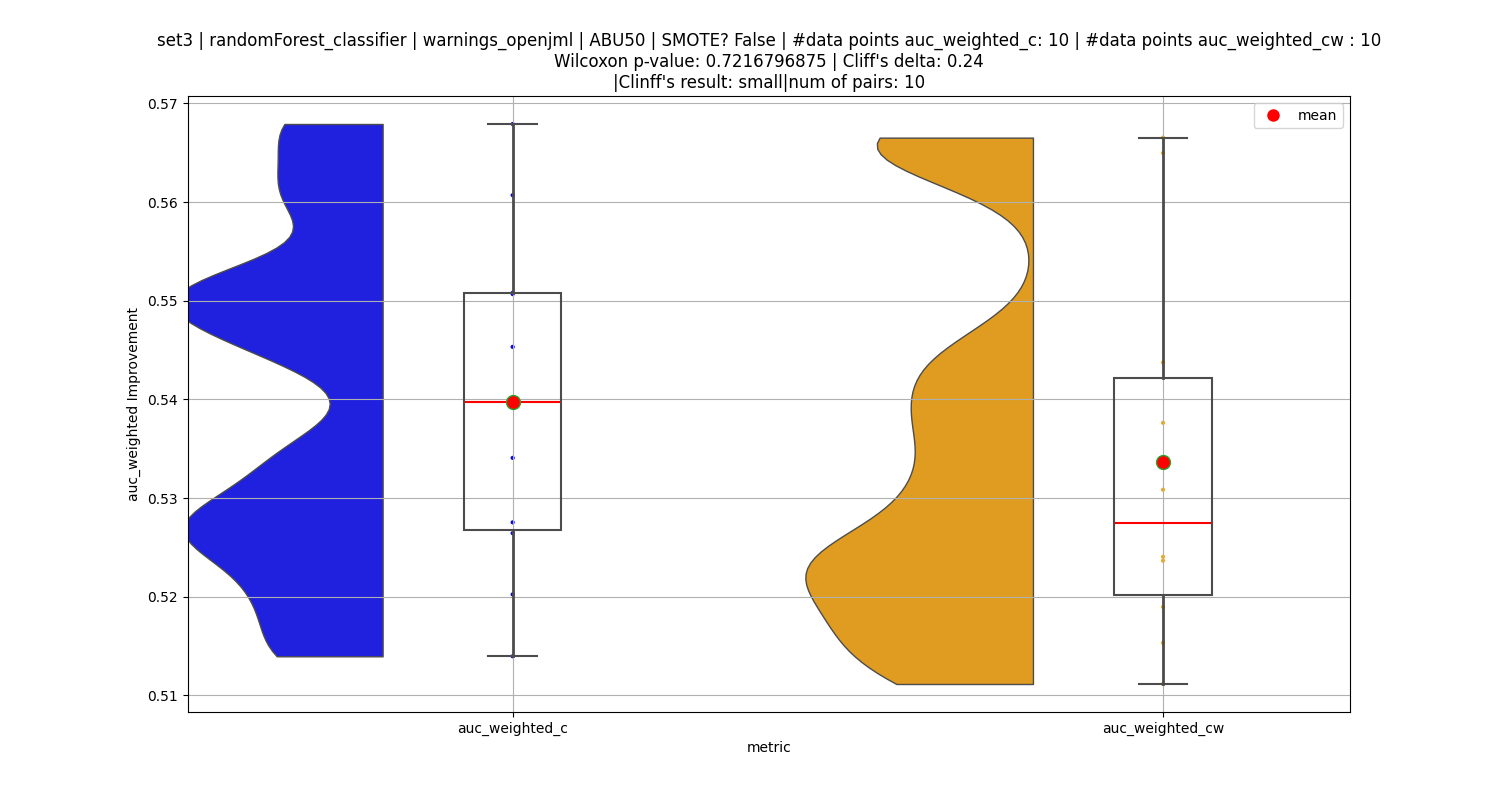 set3 | randomForest_classifier | warnings_openjml | ABU50 | SMOTE? False | #data points auc_weighted_c: 10 | #data points auc_weighted_cw : 10
Wilcoxon p-value: 0.7216796875 | Cliff's delta: 0.24
|Clinff's result: small|num of pairs: 10
0.57
0.56
0.55
0.54
0.53
0.52
0.51
auc_weighted Improvement
mean
auc_weighted_c
auc_weighted_cw
metric